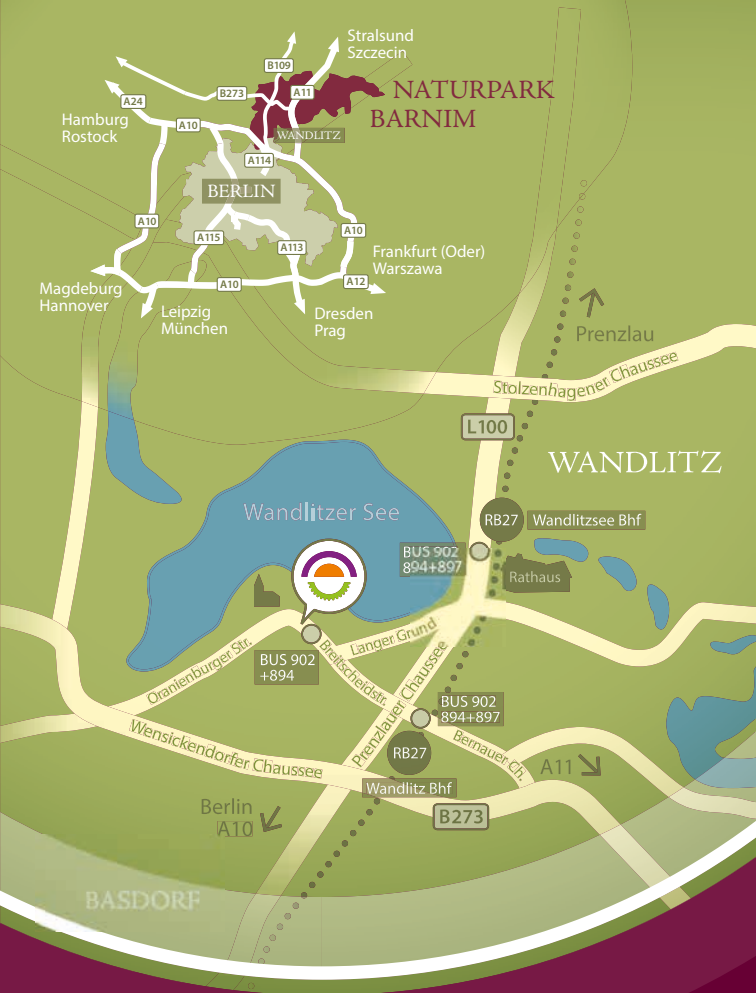 Stralsund
Szczecin
B109
B273
A11
A24
NATURPARK
BARNIM
Hamburg
Rostock
A10
WANDLITZ
A114
BERLIN
A10
A115
A113
A10
Frankfurt (Oder)
Warszawa
A10
A12
Magdeburg
Hannover
Leipzig
München
Dresden
Prag
Prenzlau
Stolzenhagener Chaussee
L100
WANDLITZ
Wandlitzer See
RB27
Wandlitzsee Bhf
BUS 902
894+897
Rathaus
Langer Grund
BUS 902
+894
Oranienburger Str.
Breitscheidstr.
Prenzlauer Chaussee
BUS 902
894+897
Wensickendorfer Chaussee
RB27
Bernauer Ch.
A11
Wandlitz Bhf
Berlin
A10
B273
BASDORF